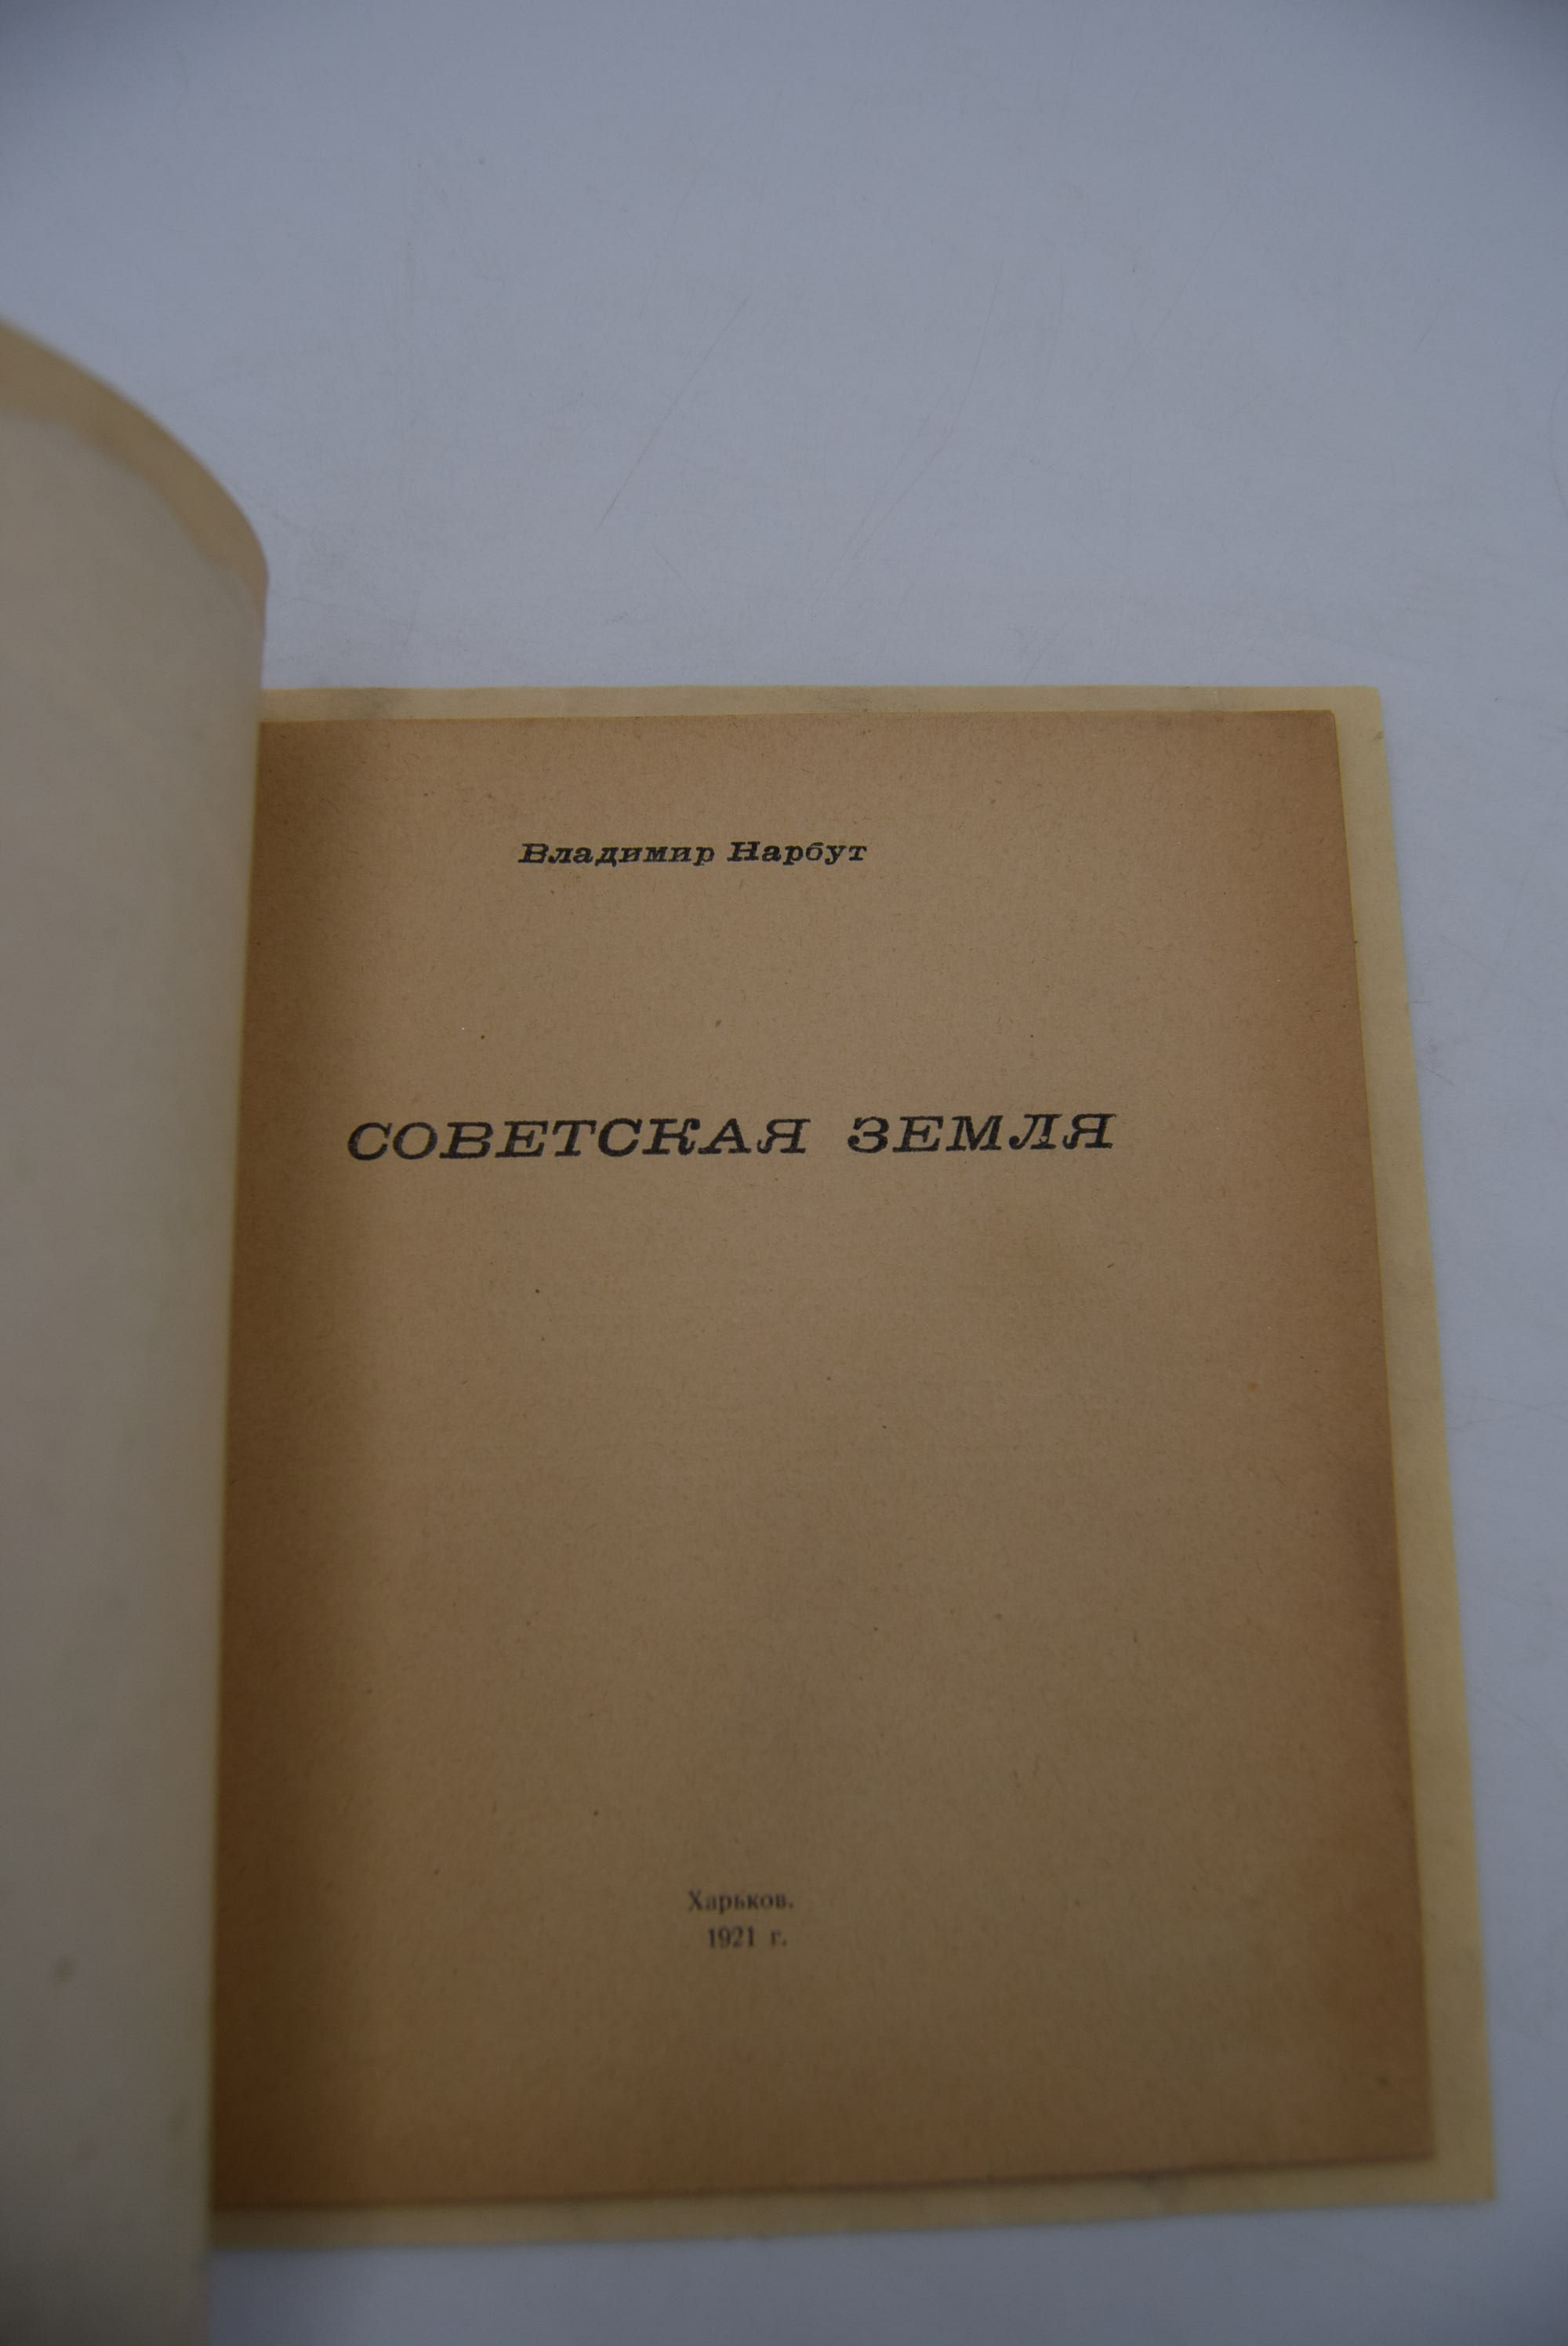 Владимир Нарбут
СОВЕТСКАЯ ЗЕМЛЯ
Харьков.
1921 г.